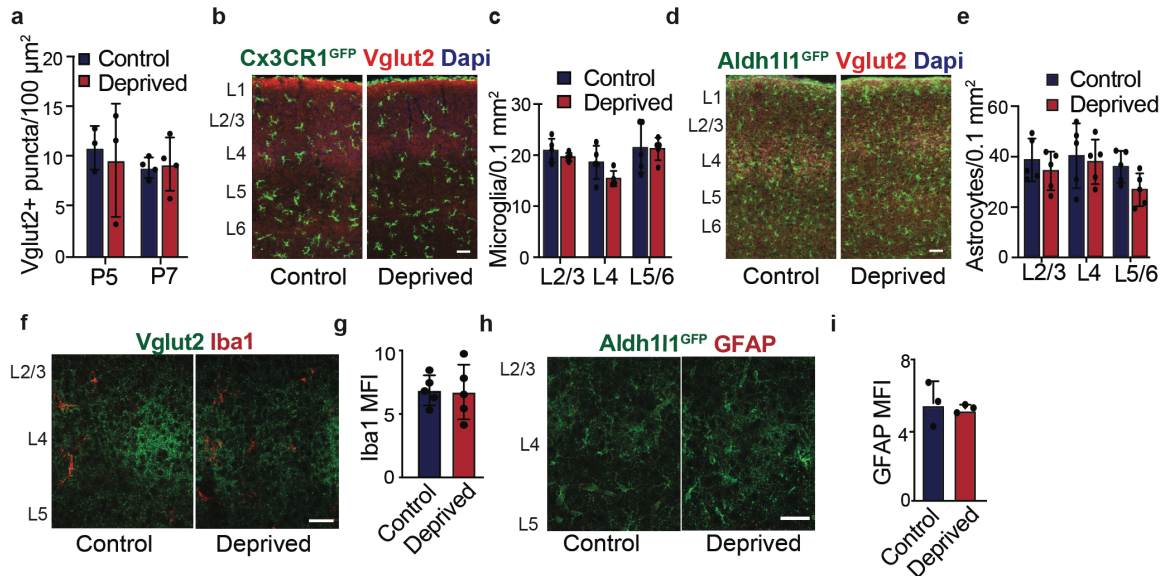 a
Vglut2+ puncta/100 µm²
20
15
10
5
0
Control
Deprived
P5 P7
b
Cx3CR1GFP Vglut2 Dapi
L1
L2/3
L4
L5
L6
Control Deprived
c
Microglia/0.1 mm²
30
20
10
0
Control
Deprived
L2/3 L4 L5/6
d
Aldh1l1GFP Vglut2 Dapi
L1
L2/3
L4
L5
L6
Control Deprived
e
Astrocytes/0.1 mm²
60
40
20
0
Control
Deprived
L2/3 L4 L5/6
f
Vglut2 Iba1
L2/3
L4
L5
Control Deprived
g
Iba1 MFI
10
5
0
Control
Deprived
h
Aldh1l1GFP GFAP
L2/3
L4
L5
Control Deprived
i
GFAP MFI
8
4
0
Control
Deprived